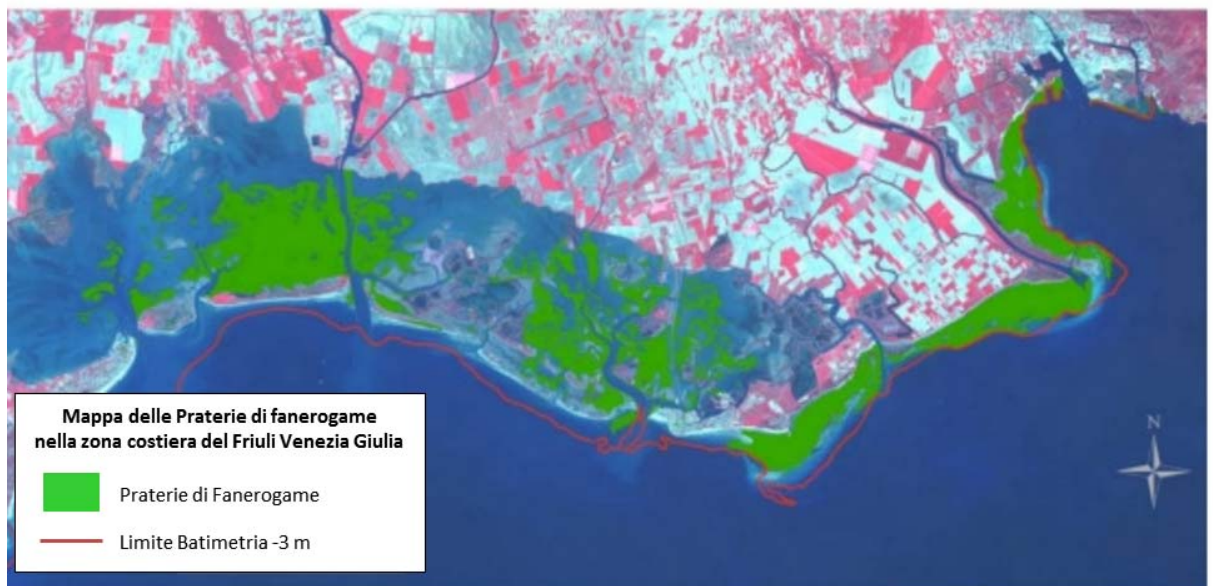 N
Mappa delle Praterie di fanerogame
nella zona costiera del Friuli Venezia Giulia
Praterie di Fanerogame
Limite Batimetria -3 m